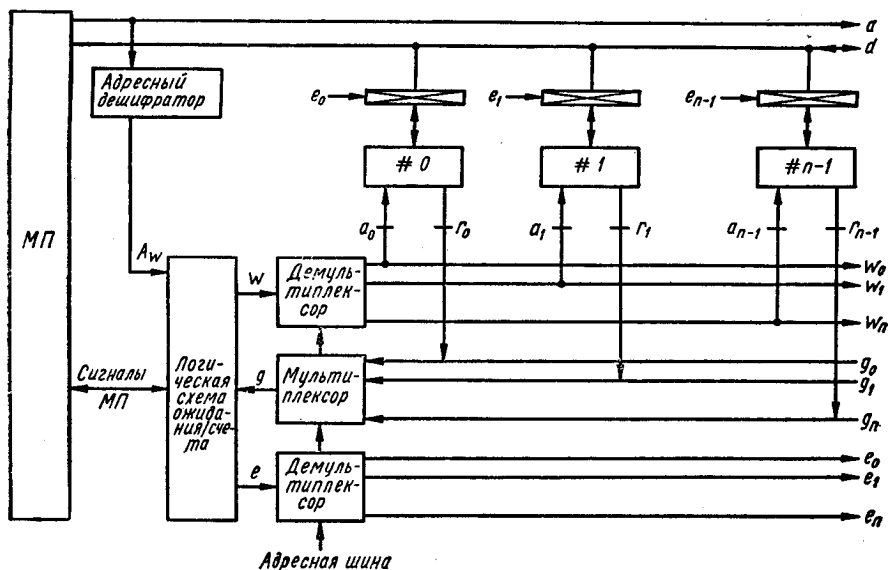 a
d
Адресный
дешифратор
e₀
e₁
eₙ₋₁
# 0
# 1
# n-1
МП
a₀
r₀
a₁
r₁
aₙ₋₁
rₙ₋₁
A_w
w
Демуль-
типлек-
сор
w₀
w₁
wₙ
Сигналы
МП
Логи-
ческая
схема
ожида-
ния/сче-
та
g
Мульти-
плексор
g₀
g₁
gₙ
e
Демуль-
типлек-
сор
e₀
e₁
eₙ
Адресная шина